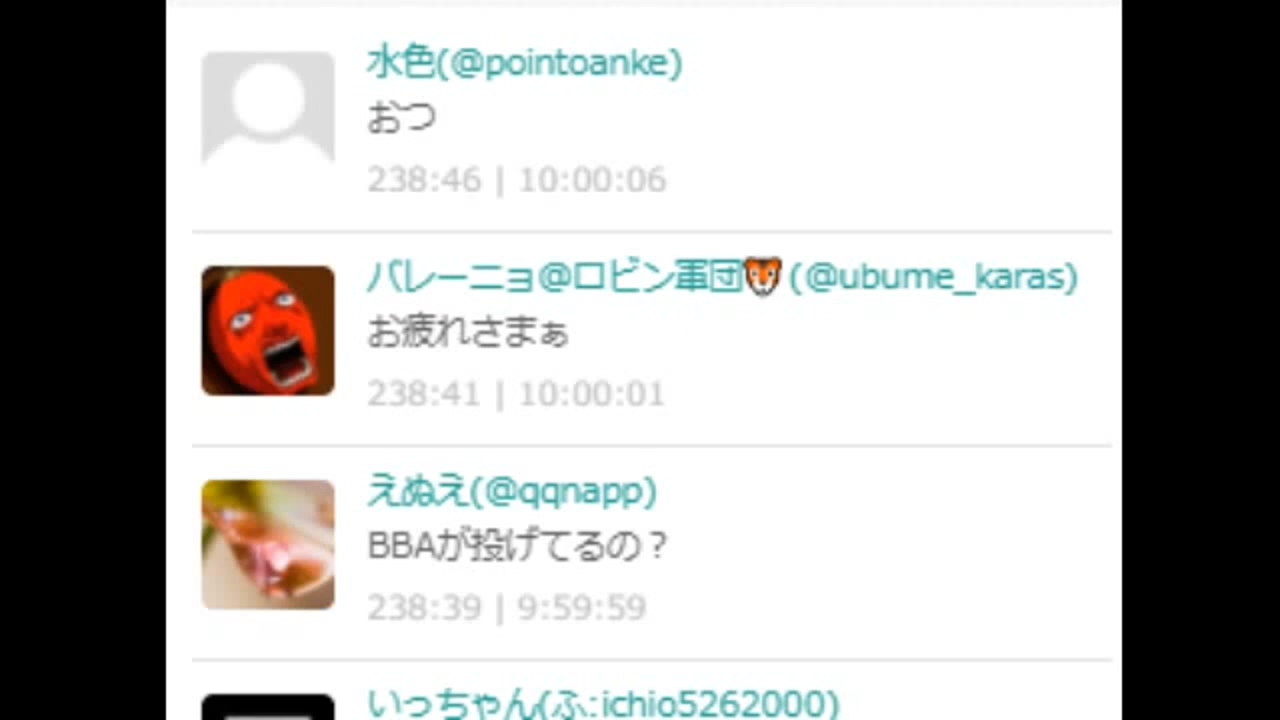 水色(@pointoanke)
おつ
238:46 | 10:00:06
バレーニョ@ロビン軍団🐯(@ubume_karas)
お疲れさまぁ
238:41 | 10:00:01
えぬえ(@qqnapp)
BBAが投げてるの？
238:39 | 9:59:59
いっちゃん(ふ:ichio5262000)